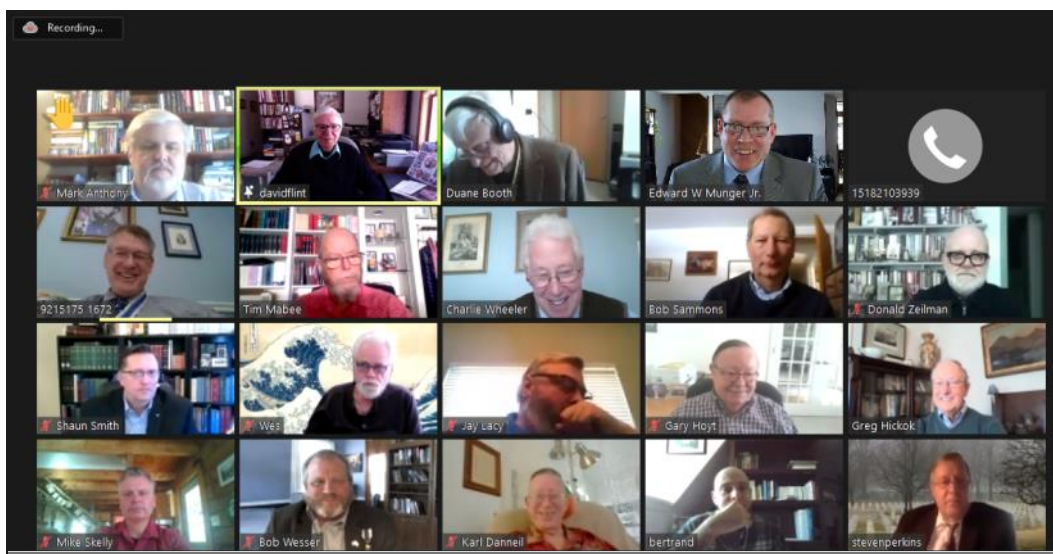 Recording...
Mark Anthony
davidflint
Duane Booth
Edward W Munger Jr.
15182103939
9215175 1672
Tim Mabee
Charlie Wheeler
Bob Sammons
Donald Zeilman
Shaun Smith
Wes
Jay Lacy
Gary Hoyt
Greg Hickok
Mike Skelly
Bob Wesser
Karl Danneil
bertrand
stevenperkins